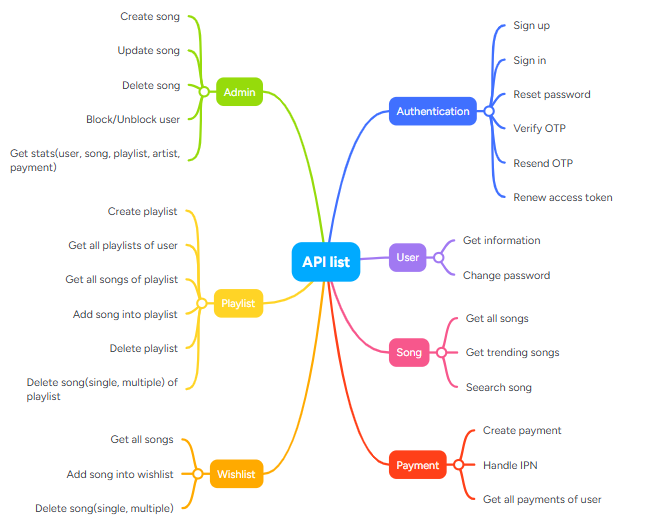 API list
Authentication
Sign up
Sign in
Reset password
Verify OTP
Resend OTP
Renew access token
User
Get information
Change password
Song
Get all songs
Get trending songs
Seearch song
Payment
Create payment
Handle IPN
Get all payments of user
Admin
Create song
Update song
Delete song
Block/Unblock user
Get stats(user, song, playlist, artist,
payment)
Playlist
Create playlist
Get all playlists of user
Get all songs of playlist
Add song into playlist
Delete playlist
Delete song(single, multiple) of
playlist
Wishlist
Get all songs
Add song into wishlist
Delete song(single, multiple)